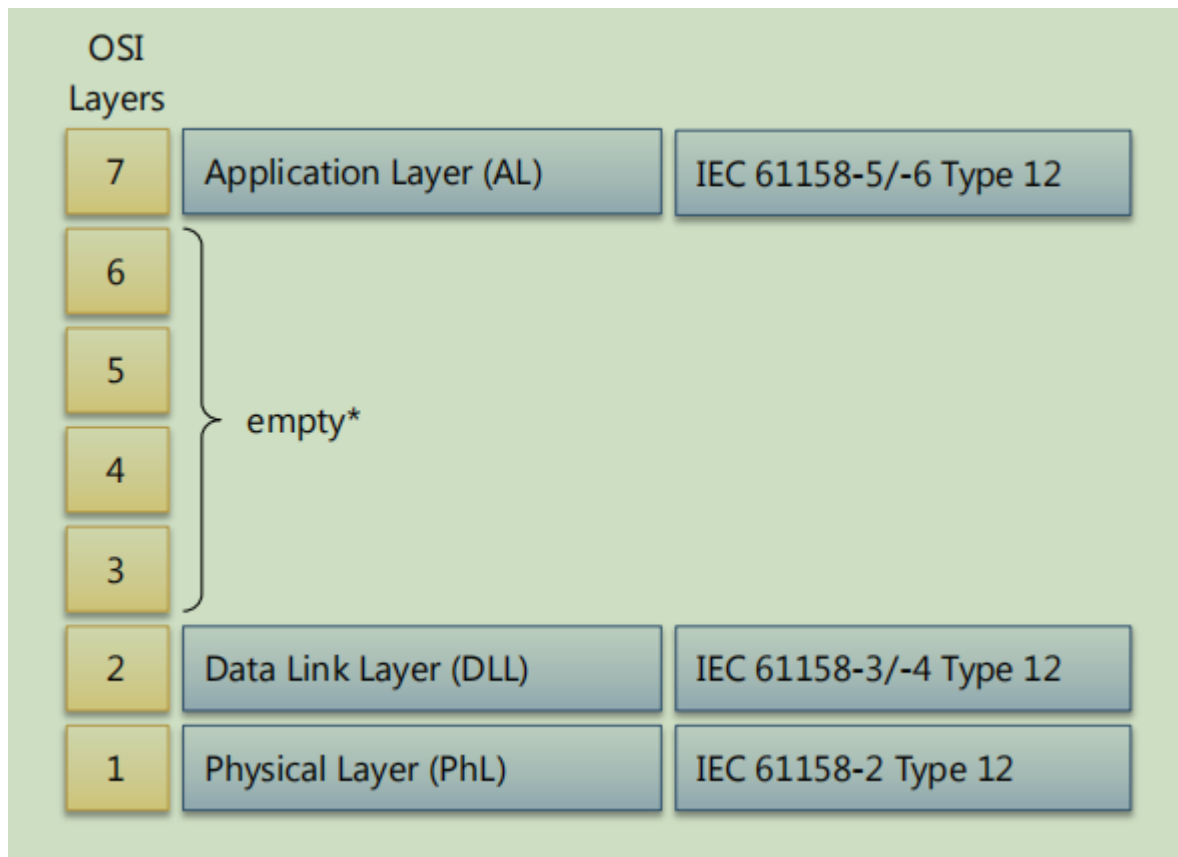 OSI
Layers
7 Application Layer (AL) IEC 61158-5/-6 Type 12
6
5
empty*
4
3
2 Data Link Layer (DLL) IEC 61158-3/-4 Type 12
1 Physical Layer (PhL) IEC 61158-2 Type 12